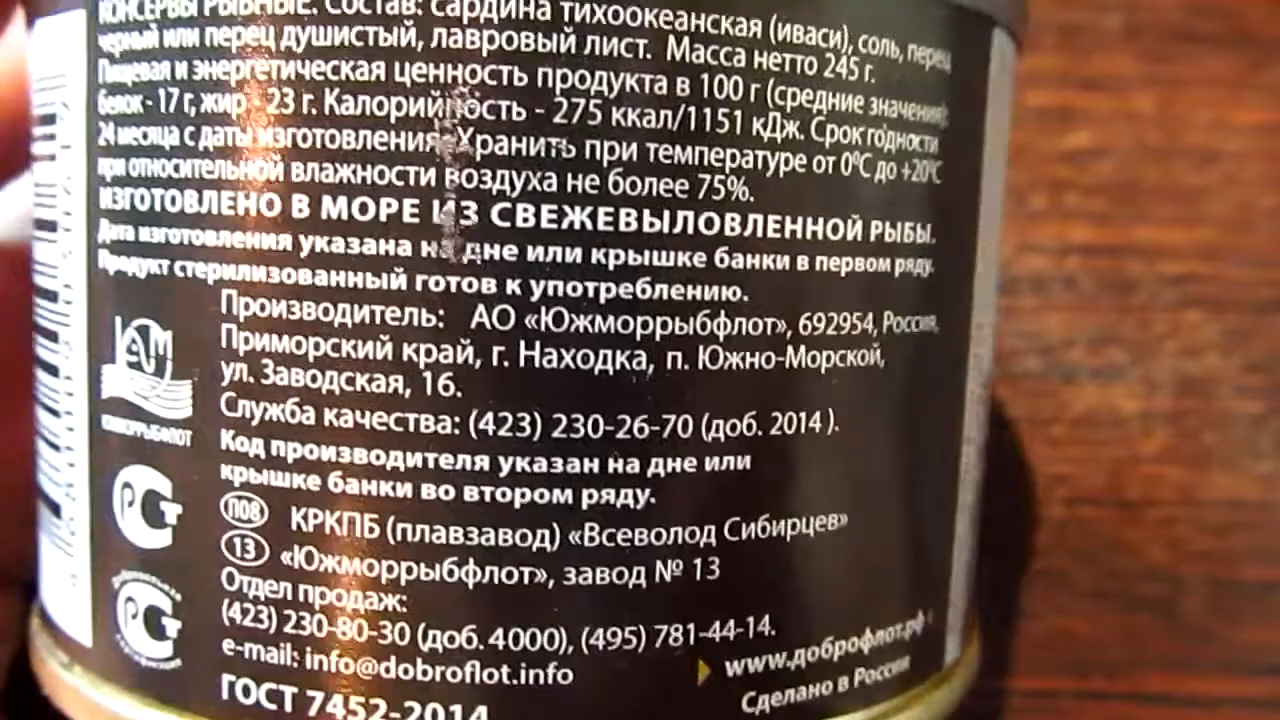 КОНСЕРВЫ РЫБНЫЕ. Состав: сардина тихоокеанская (иваси), соль, перец
черный или перец душистый, лавровый лист. Масса нетто 245 г.
Пищевая и энергетическая ценность продукта в 100 г (средние значения):
белок - 17 г, жир - 23 г. Калорийность - 275 ккал/1151 кДж. Срок годности
24 месяца с даты изготовления. Хранить при температуре от 0°С до +20°С
при относительной влажности воздуха не более 75%.
ИЗГОТОВЛЕНО В МОРЕ ИЗ СВЕЖЕВЫЛОВЛЕННОЙ РЫБЫ.
Дата изготовления указана на дне или крышке банки в первом ряду.
Продукт стерилизованный готов к употреблению.
Производитель: АО «Южморрыбфлот», 692954, Россия,
Приморский край, г. Находка, п. Южно-Морской,
ул. Заводская, 16.
Служба качества: (423) 230-26-70 (доб. 2014 ).
ЮЖМОРРЫБФЛОТ
Код производителя указан на дне или
крышке банки во втором ряду.
П08 КРКПБ (плавзавод) «Всеволод Сибирцев»
13 «Южморрыбфлот», завод № 13
Отдел продаж:
(423) 230-80-30 (доб. 4000), (495) 781-44-14.
e-mail: info@dobroflot.info
www.доброфлот.рф
Сделано в России
ГОСТ 7452-2014